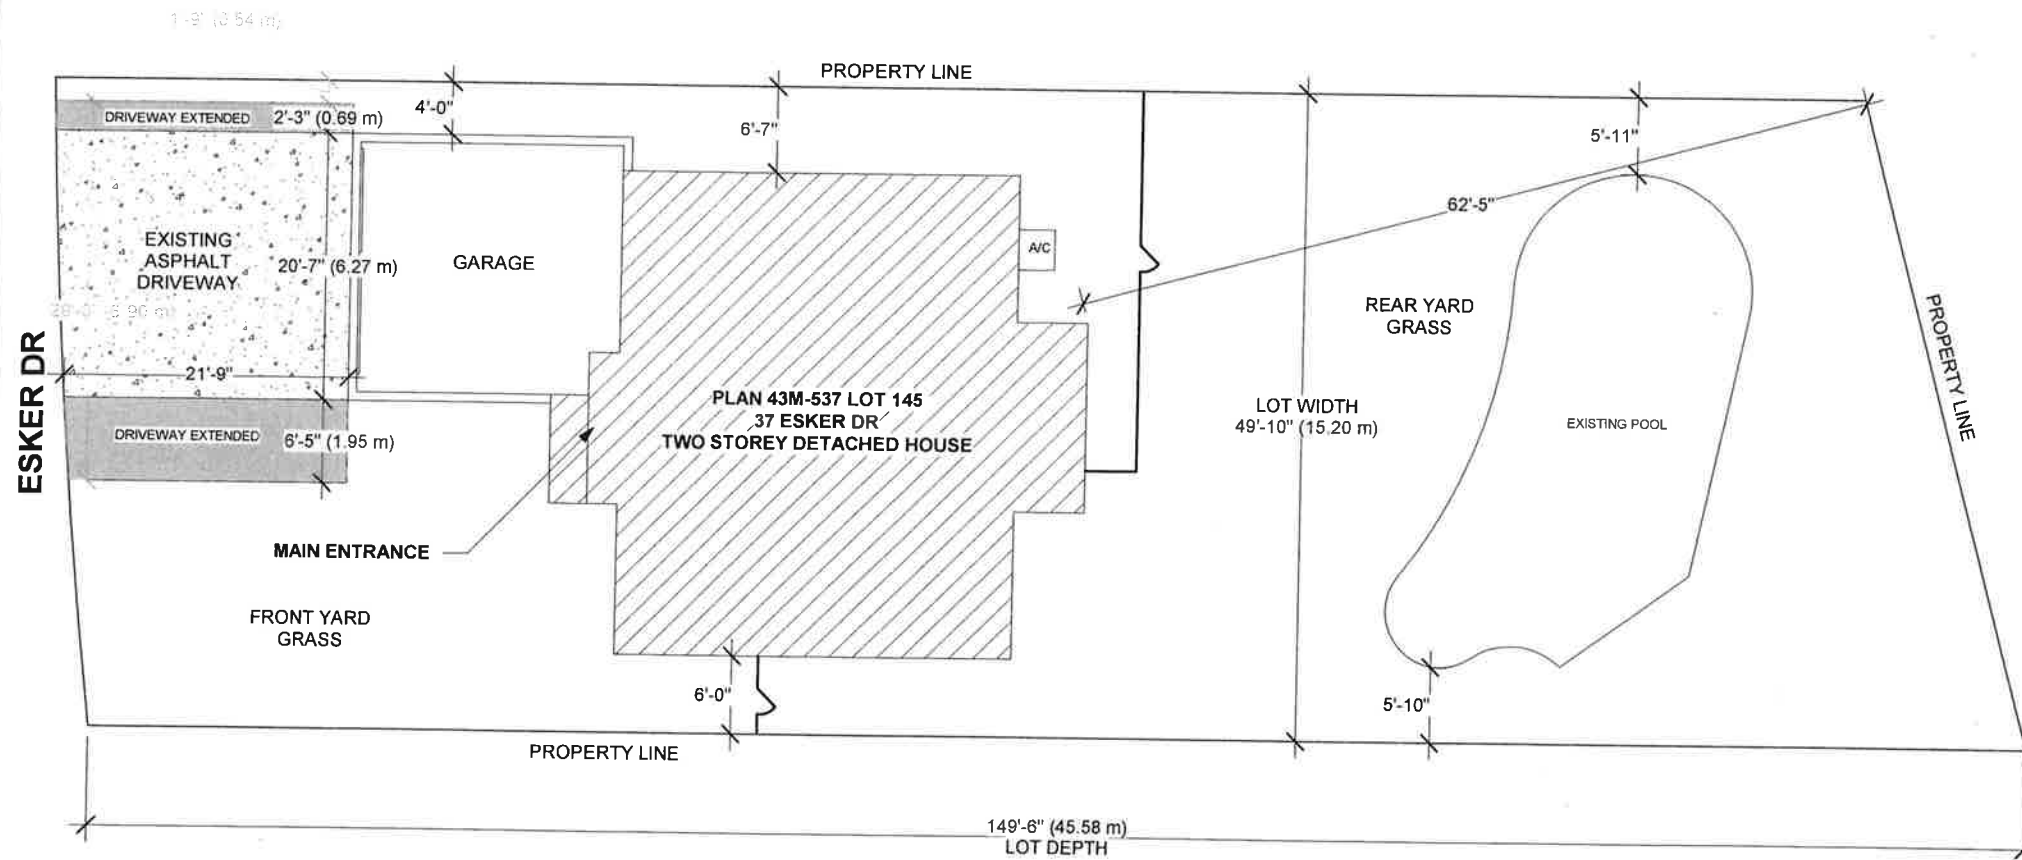 1'-9" (0.54 m)
PROPERTY LINE
DRIVEWAY EXTENDED
2'-3" (0.69 m)
4'-0"
6'-7"
5'-11"
62'-5"
EXISTING
ASPHALT
DRIVEWAY
20'-7" (6.27 m)
GARAGE
A/C
REAR YARD
GRASS
PROPERTY LINE
ESKER DR
21'-9"
PLAN 43M-537 LOT 145
37 ESKER DR
TWO STOREY DETACHED HOUSE
LOT WIDTH
49'-10" (15.20 m)
EXISTING POOL
DRIVEWAY EXTENDED
6'-5" (1.95 m)
MAIN ENTRANCE
FRONT YARD
GRASS
6'-0"
5'-10"
PROPERTY LINE
149'-6" (45.58 m)
LOT DEPTH